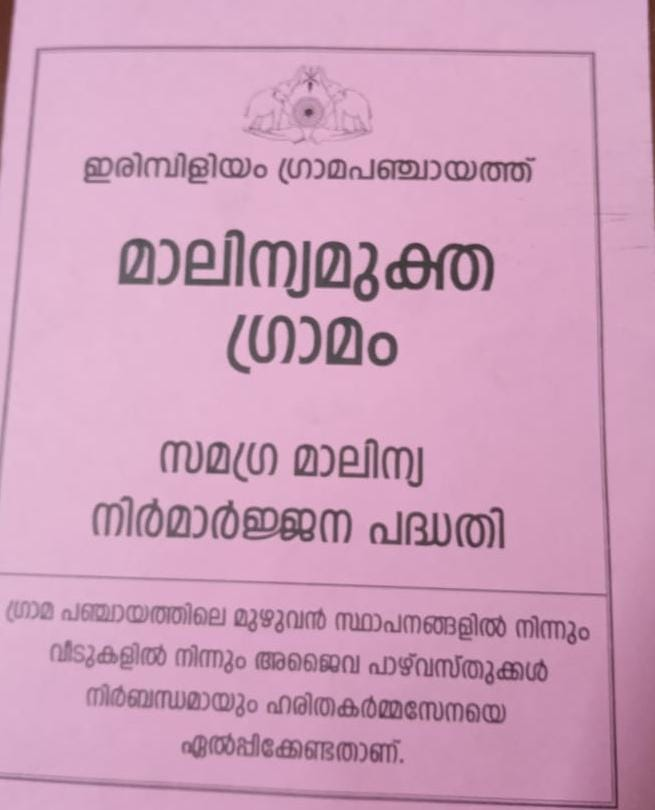 ഇരിമ്പിളിയം ഗ്രാമപഞ്ചായത്ത്
മാലിന്യമുക്ത
ഗ്രാമം
സമഗ്ര മാലിന്യ
നിർമാർജ്ജന പദ്ധതി
ഗ്രാമ പഞ്ചായത്തിലെ മുഴുവൻ സ്ഥാപനങ്ങളിൽ നിന്നും
വീടുകളിൽ നിന്നും അജൈവ പാഴ്‌വസ്തുക്കൾ
നിർബന്ധമായും ഹരിതകർമ്മസേനയെ
ഏൽപ്പിക്കേണ്ടതാണ്.